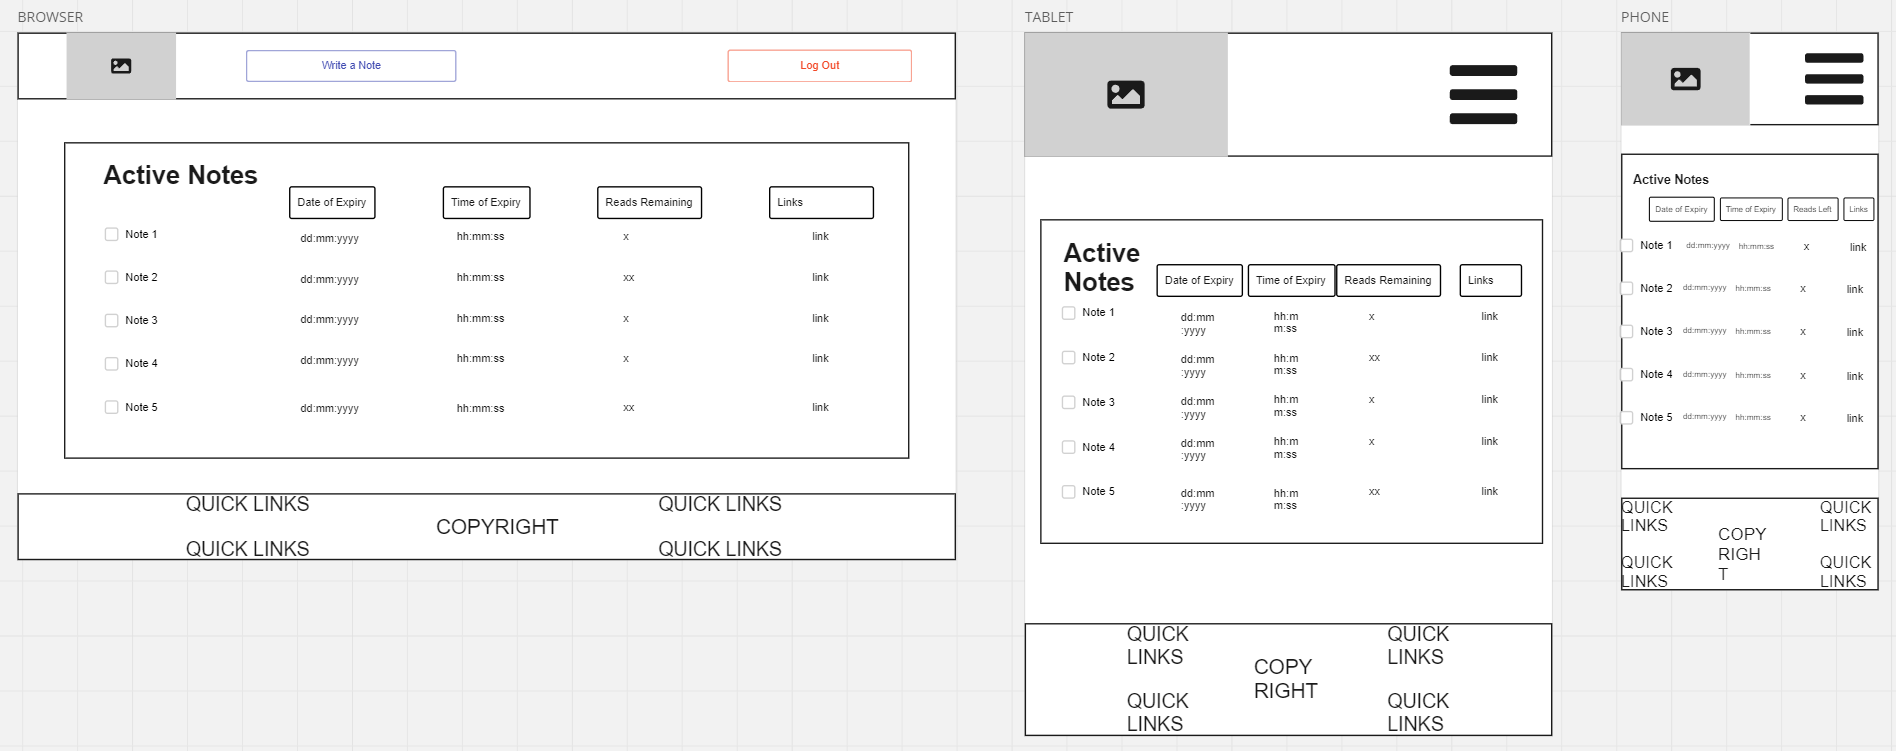 BROWSER
Write a Note
Log Out
Active Notes
Date of Expiry Time of Expiry Reads Remaining Links
Note 1 dd:mm:yyyy hh:mm:ss x link
Note 2 dd:mm:yyyy hh:mm:ss xx link
Note 3 dd:mm:yyyy hh:mm:ss x link
Note 4 dd:mm:yyyy hh:mm:ss x link
Note 5 dd:mm:yyyy hh:mm:ss xx link
QUICK LINKS QUICK LINKS
COPYRIGHT
QUICK LINKS QUICK LINKS
TABLET
Active
Notes
Date of Expiry Time of Expiry Reads Remaining Links
Note 1 dd:mm hh:m x link
:yyyy m:ss
Note 2 dd:mm hh:m xx link
:yyyy m:ss
Note 3 dd:mm hh:m x link
:yyyy m:ss
Note 4 dd:mm hh:m x link
:yyyy m:ss
Note 5 dd:mm hh:m xx link
:yyyy m:ss
QUICK QUICK
LINKS LINKS
COPY
RIGHT
QUICK QUICK
LINKS LINKS
PHONE
Active Notes
Date of Expiry Time of Expiry Reads Left Links
Note 1 dd:mm:yyyy hh:mm:ss x link
Note 2 dd:mm:yyyy hh:mm:ss x link
Note 3 dd:mm:yyyy hh:mm:ss x link
Note 4 dd:mm:yyyy hh:mm:ss x link
Note 5 dd:mm:yyyy hh:mm:ss x link
QUICK QUICK
LINKS LINKS
COPY
RIGH
T
QUICK QUICK
LINKS LINKS